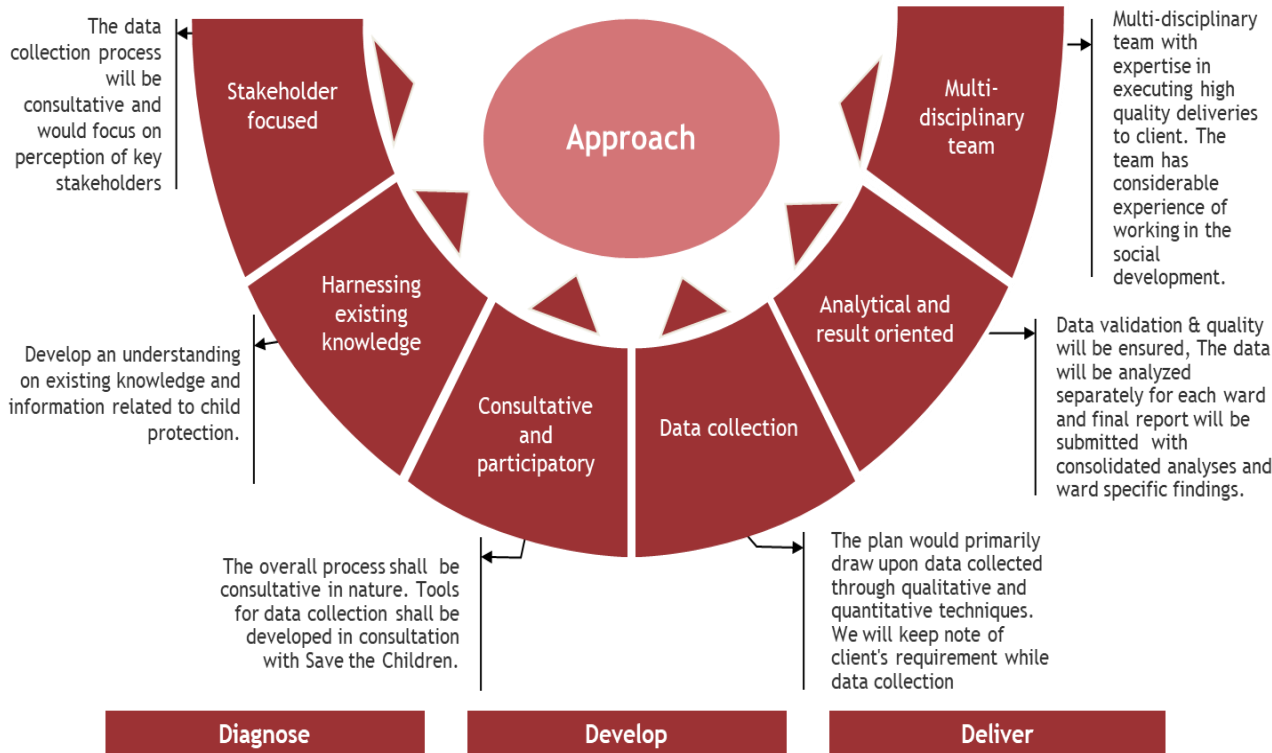 Approach
Stakeholder
focused
The data
collection process
will be
consultative and
would focus on
perception of key
stakeholders
Harnessing
existing
knowledge
Develop an understanding
on existing knowledge and
information related to child
protection.
Consultative
and
participatory
The overall process shall be
consultative in nature. Tools
for data collection shall be
developed in consultation
with Save the Children.
Data collection
The plan would primarily
draw upon data collected
through qualitative and
quantitative techniques.
We will keep note of
client's requirement while
data collection
Analytical and
result oriented
Data validation & quality
will be ensured, The data
will be analyzed
separately for each ward
and final report will be
submitted with
consolidated analyses and
ward specific findings.
Multi-
disciplinary
team
Multi-disciplinary
team with
expertise in
executing high
quality deliveries
to client. The
team has
considerable
experience of
working in the
social
development.
Diagnose
Develop
Deliver